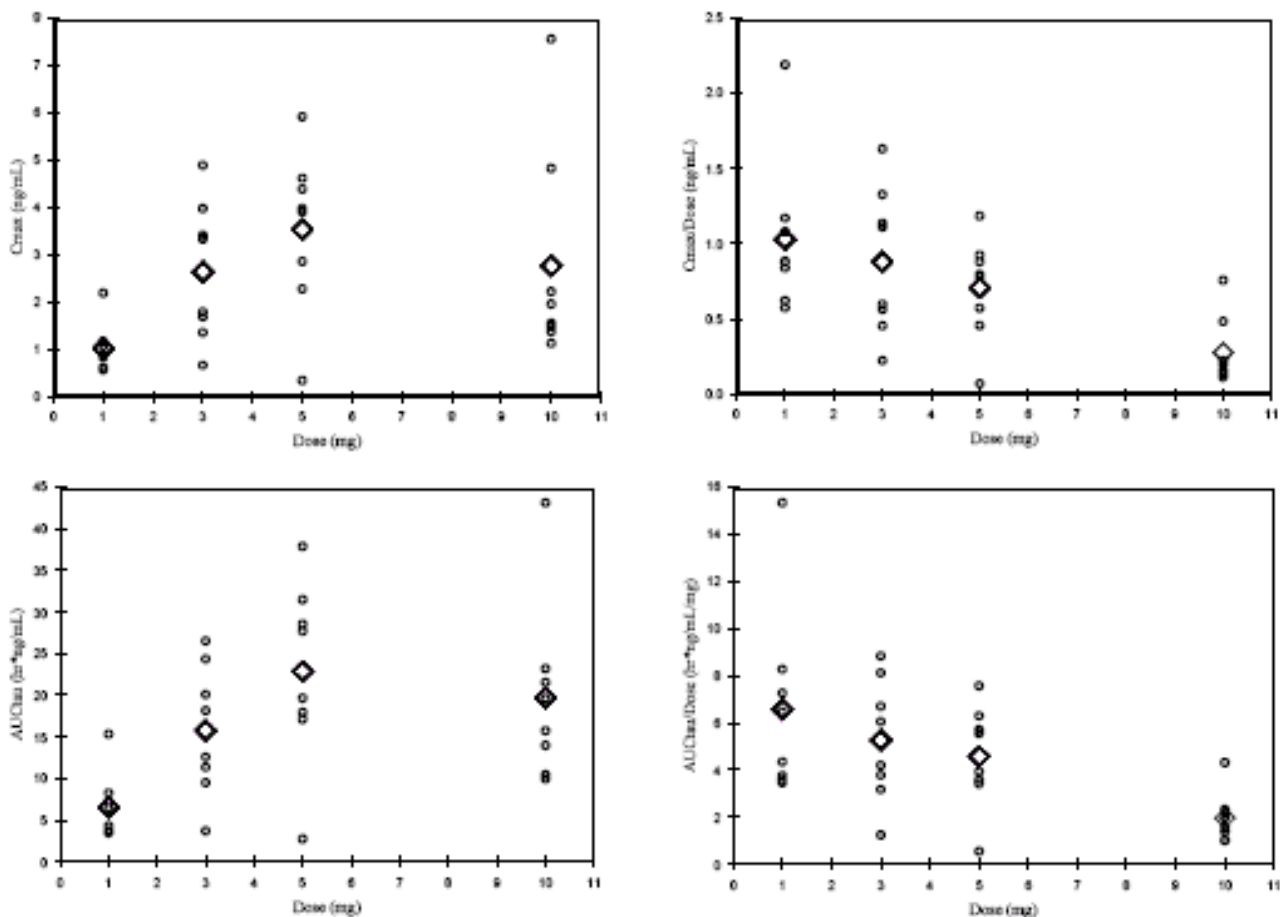 9
8
7
6
5
4
3
2
1
0
Cmax (ng/mL)
0 1 2 3 4 5 6 7 8 9 10 11
Dose (mg)
2.5
2.0
1.5
1.0
0.5
0.0
Cmax/Dose (ng/mL)
0 1 2 3 4 5 6 7 8 9 10 11
Dose (mg)
45
40
35
30
25
20
15
10
5
0
AUCtau (hr*ng/mL)
0 1 2 3 4 5 6 7 8 9 10 11
Dose (mg)
16
14
12
10
8
6
4
2
0
AUCtau/Dose (hr*ng/mL/mg)
0 1 2 3 4 5 6 7 8 9 10 11
Dose (mg)